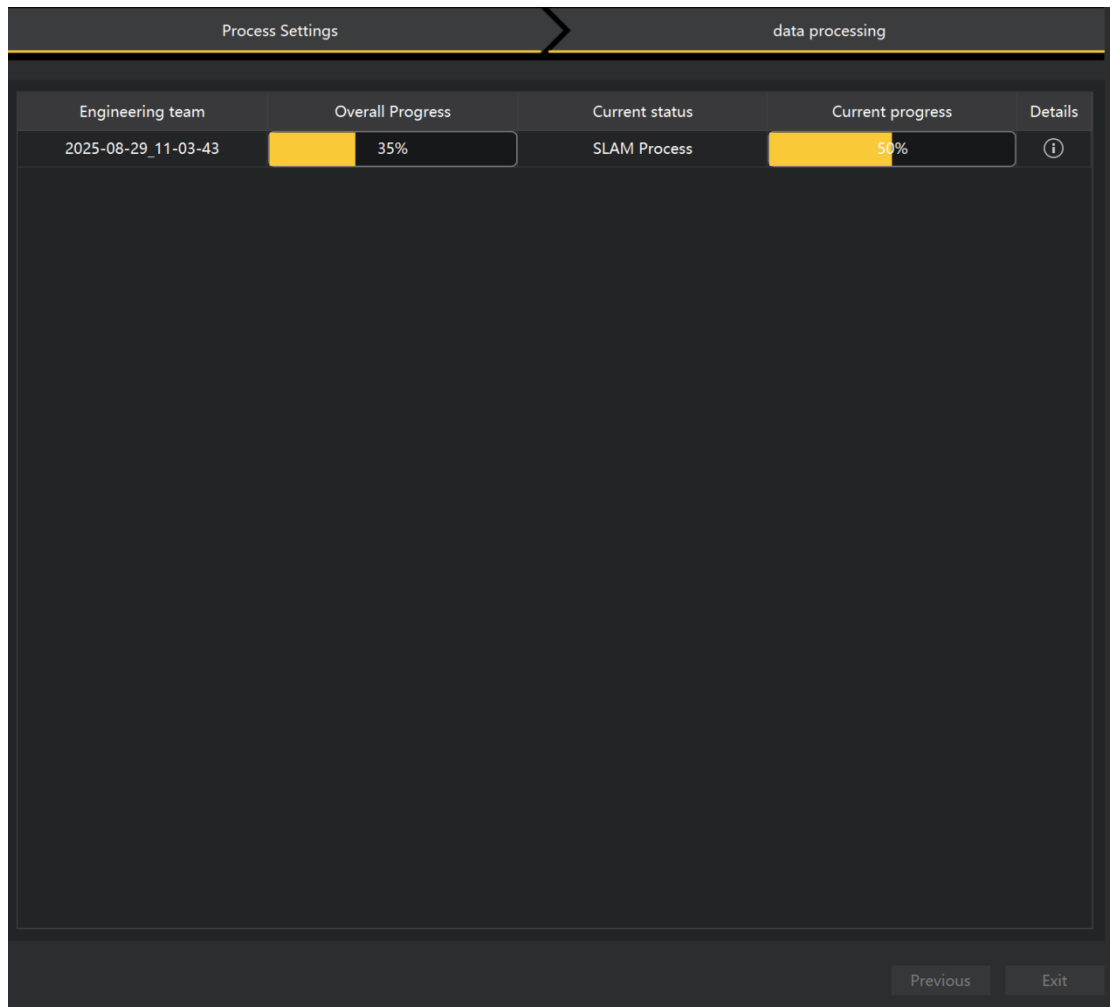 Process Settings data processing
Engineering team Overall Progress Current status Current progress Details
2025-08-29_11-03-43 35% SLAM Process 50%
Previous Exit